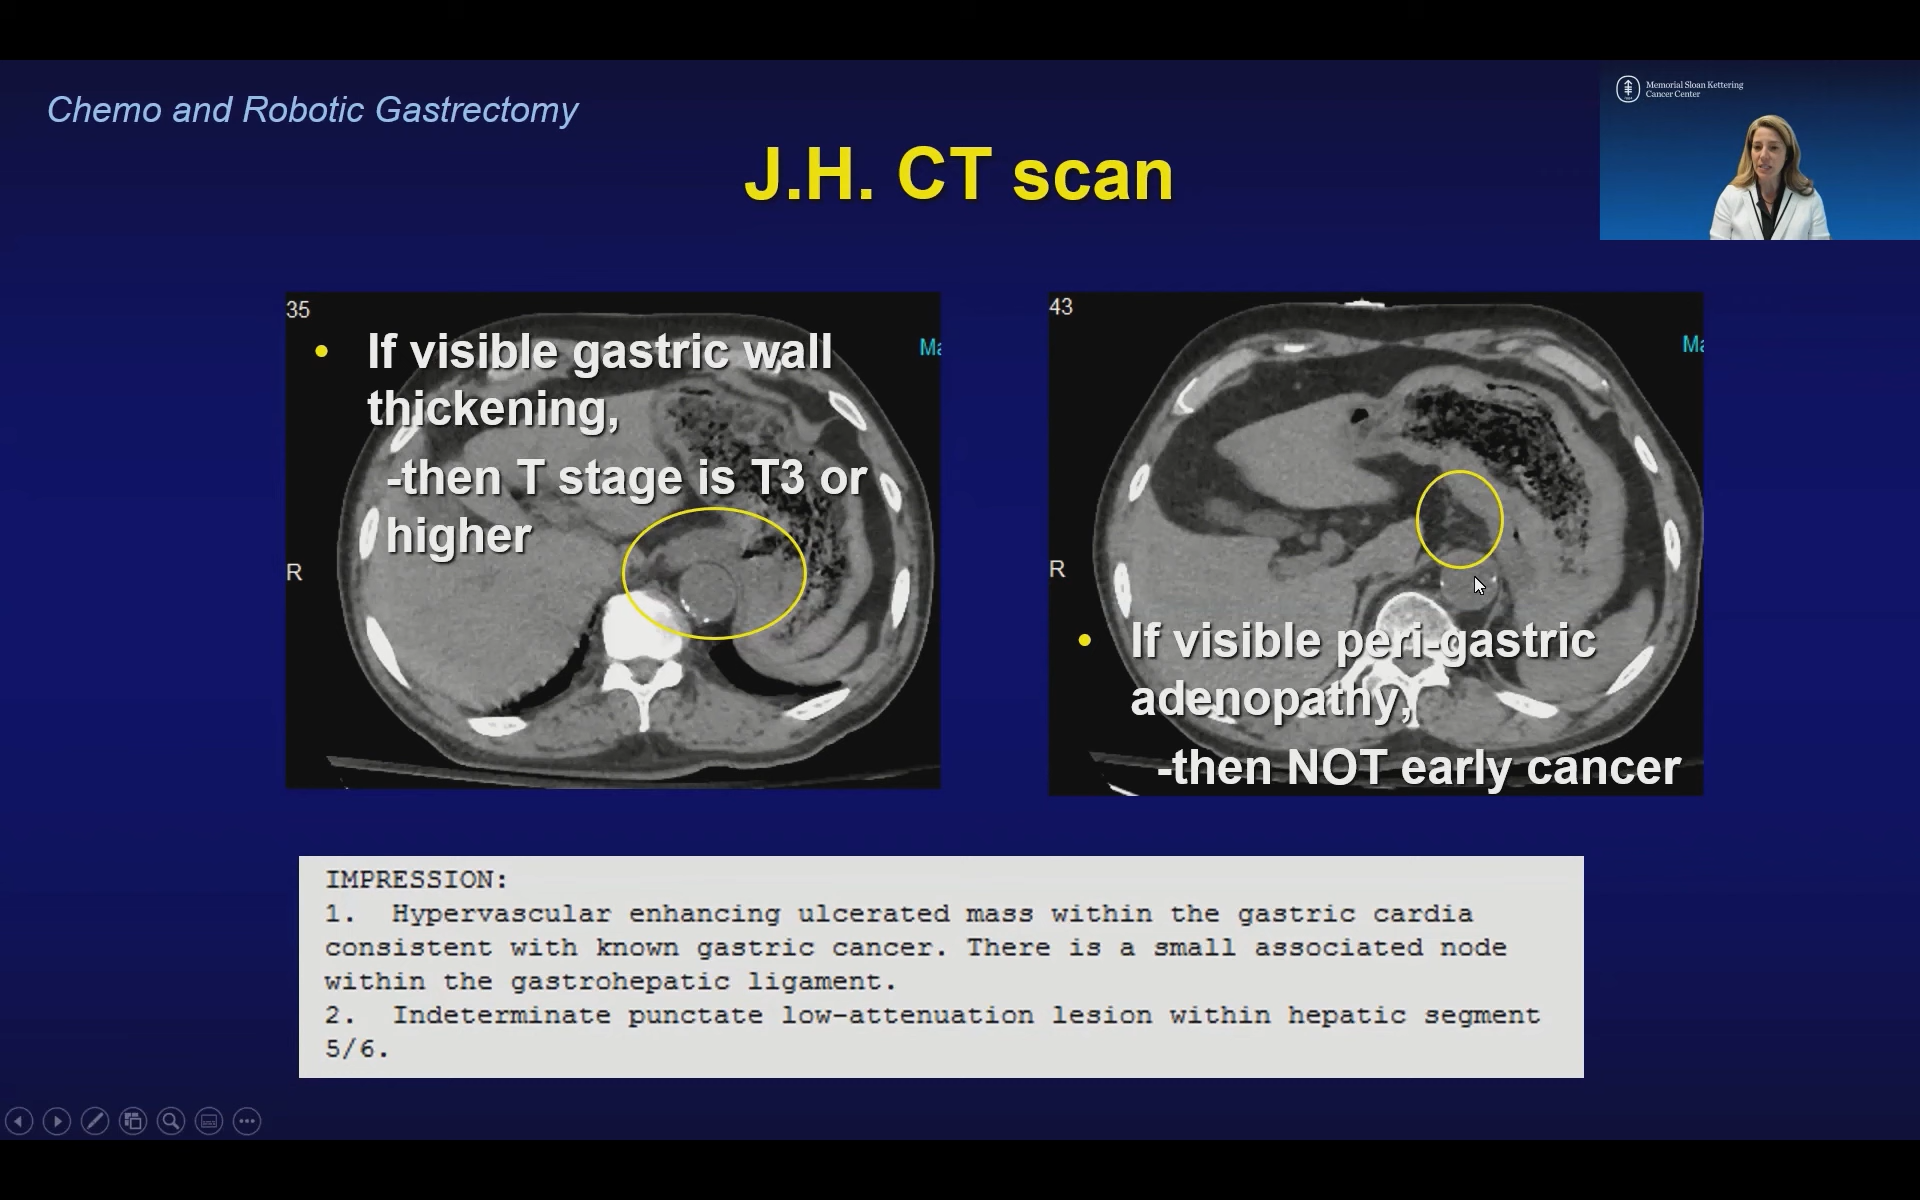 Chemo and Robotic Gastrectomy
Memorial Sloan Kettering
Cancer Center
J.H. CT scan
35
Ma
R
• If visible gastric wall
thickening,
-then T stage is T3 or
higher
43
Ma
R
• If visible peri-gastric
adenopathy,
-then NOT early cancer
IMPRESSION:
1. Hypervascular enhancing ulcerated mass within the gastric cardia
consistent with known gastric cancer. There is a small associated node
within the gastrohepatic ligament.
2. Indeterminate punctate low-attenuation lesion within hepatic segment
5/6.